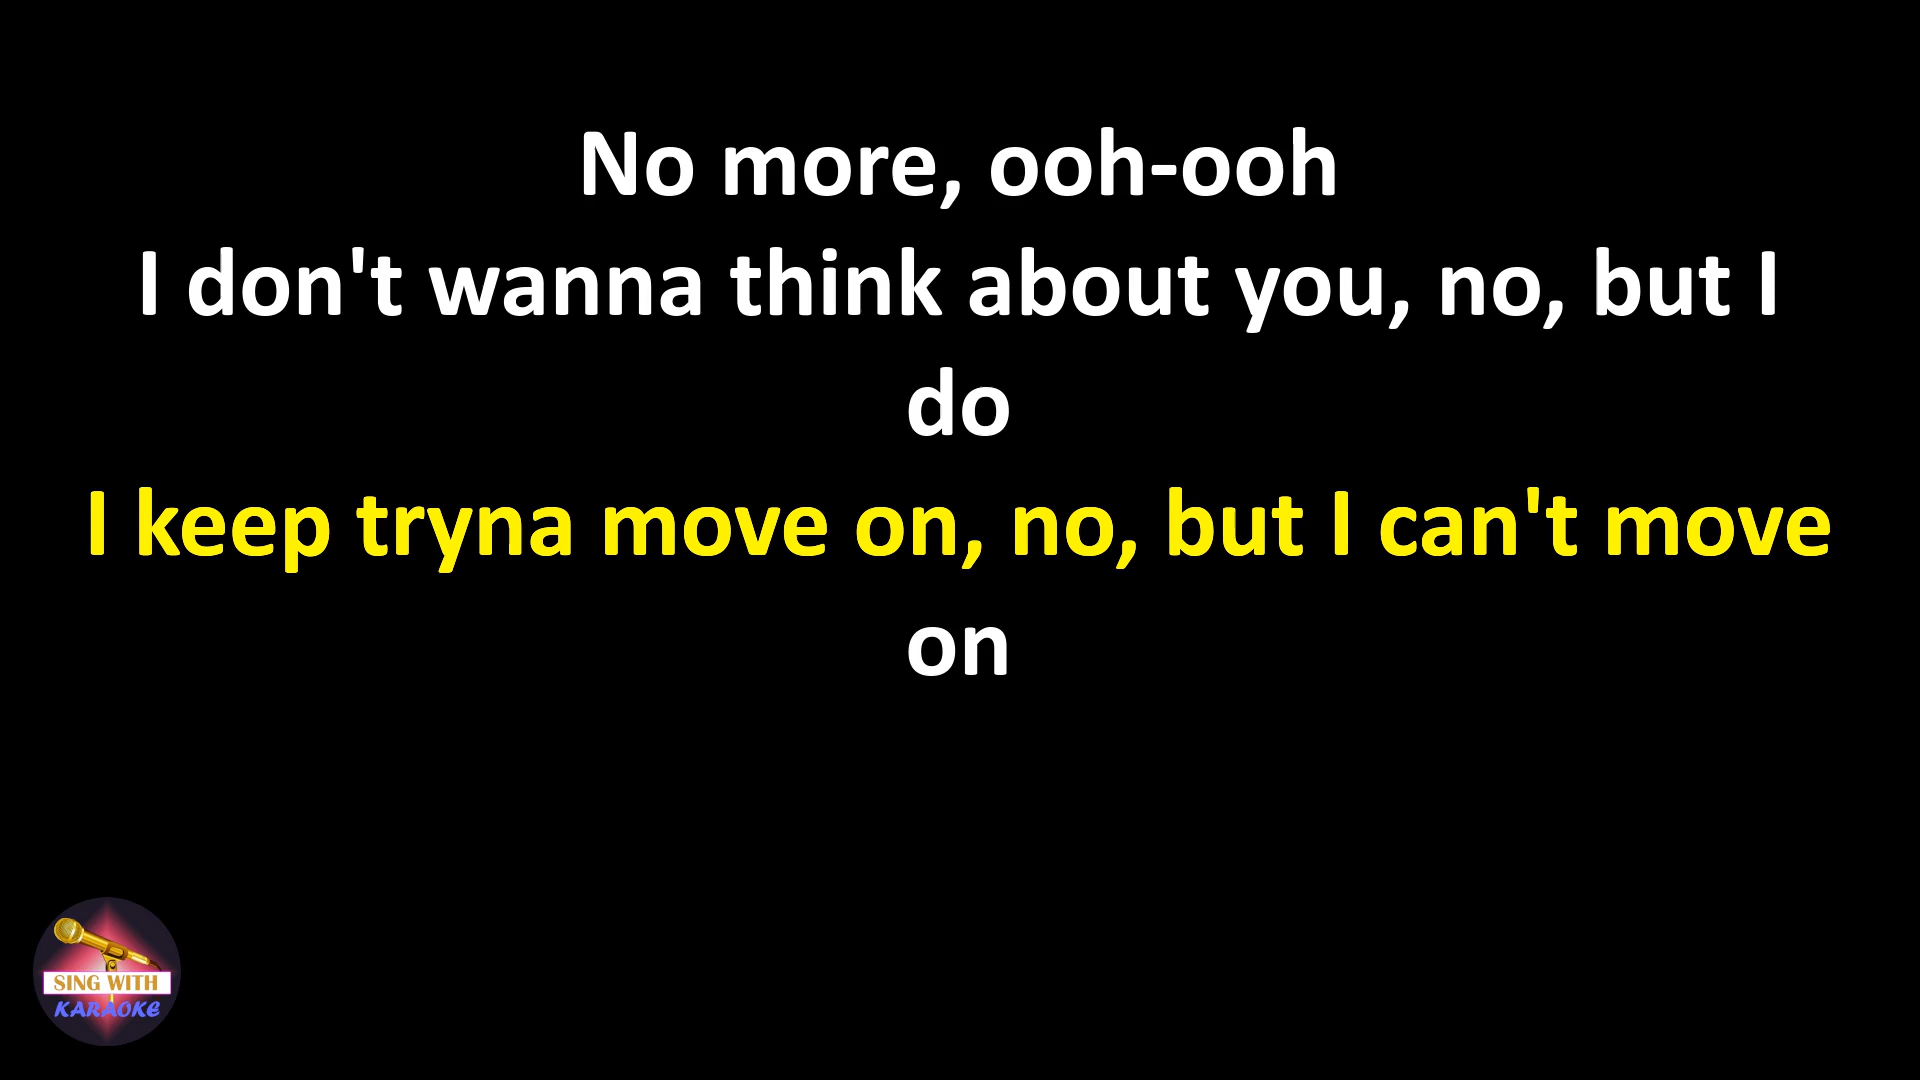 No more, ooh-ooh
I don't wanna think about you, no, but I
do
I keep tryna move on, no, but I can't move
on
SING WITH
KARAOKE